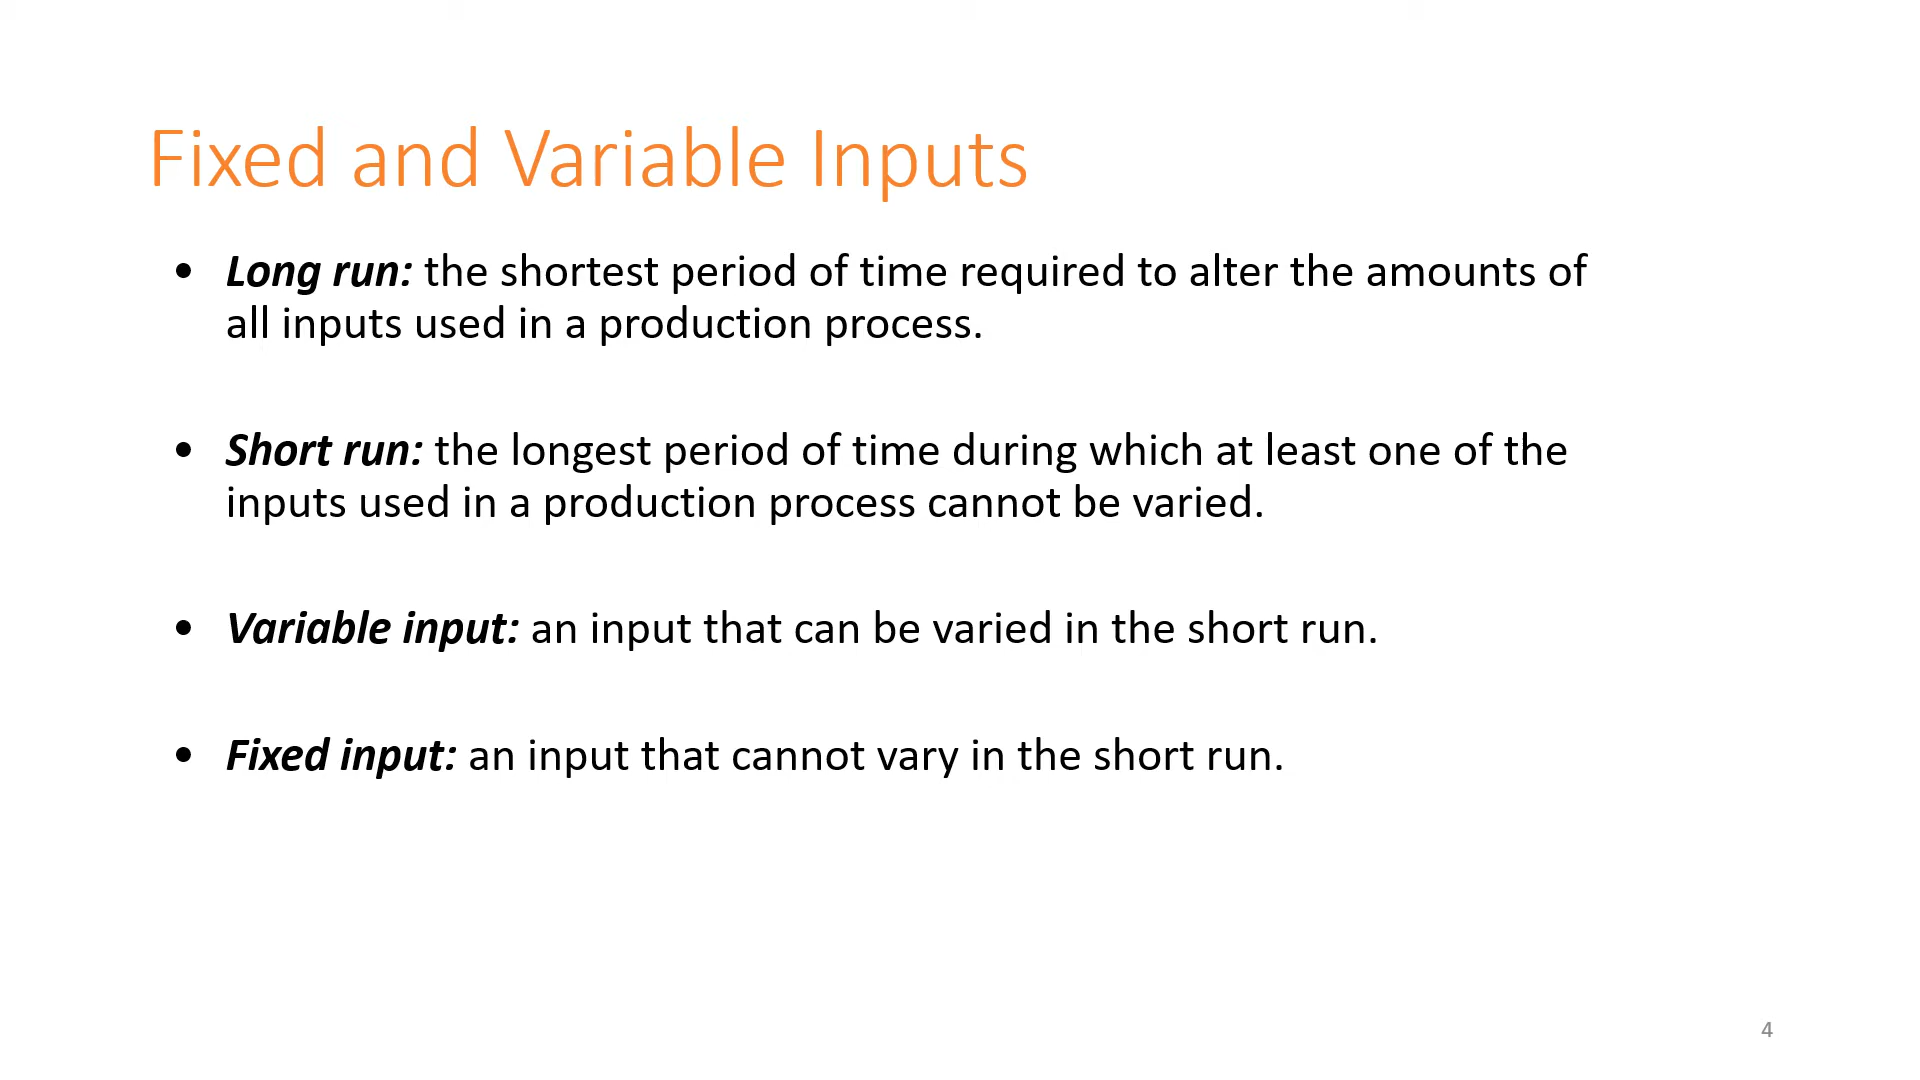 Fixed and Variable Inputs
• Long run: the shortest period of time required to alter the amounts of
all inputs used in a production process.
• Short run: the longest period of time during which at least one of the
inputs used in a production process cannot be varied.
• Variable input: an input that can be varied in the short run.
• Fixed input: an input that cannot vary in the short run.
4